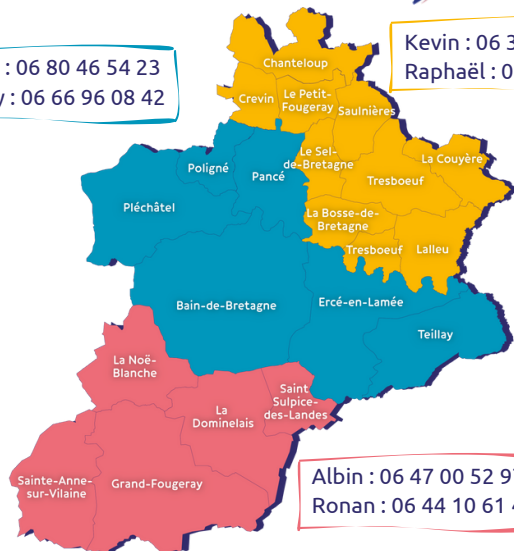 : 06 80 46 54 23
y : 06 66 96 08 42
Kevin : 06 3
Raphaël : 0
Chanteloup
Crevin
Le Petit-
Fougeray
Saulnières
Le Sel-
de-Bretagne
La Couyère
Tresboeuf
Poligné
Pancé
Pléchâtel
La Bosse-de-
Bretagne
Tresboeuf
Lalleu
Bain-de-Bretagne
Ercé-en-Lamée
Teillay
La Noë-
Blanche
La
Dominelais
Saint
Sulpice-
des-Landes
Sainte-Anne-
sur-Vilaine
Grand-Fougeray
Albin : 06 47 00 52 9
Ronan : 06 44 10 61